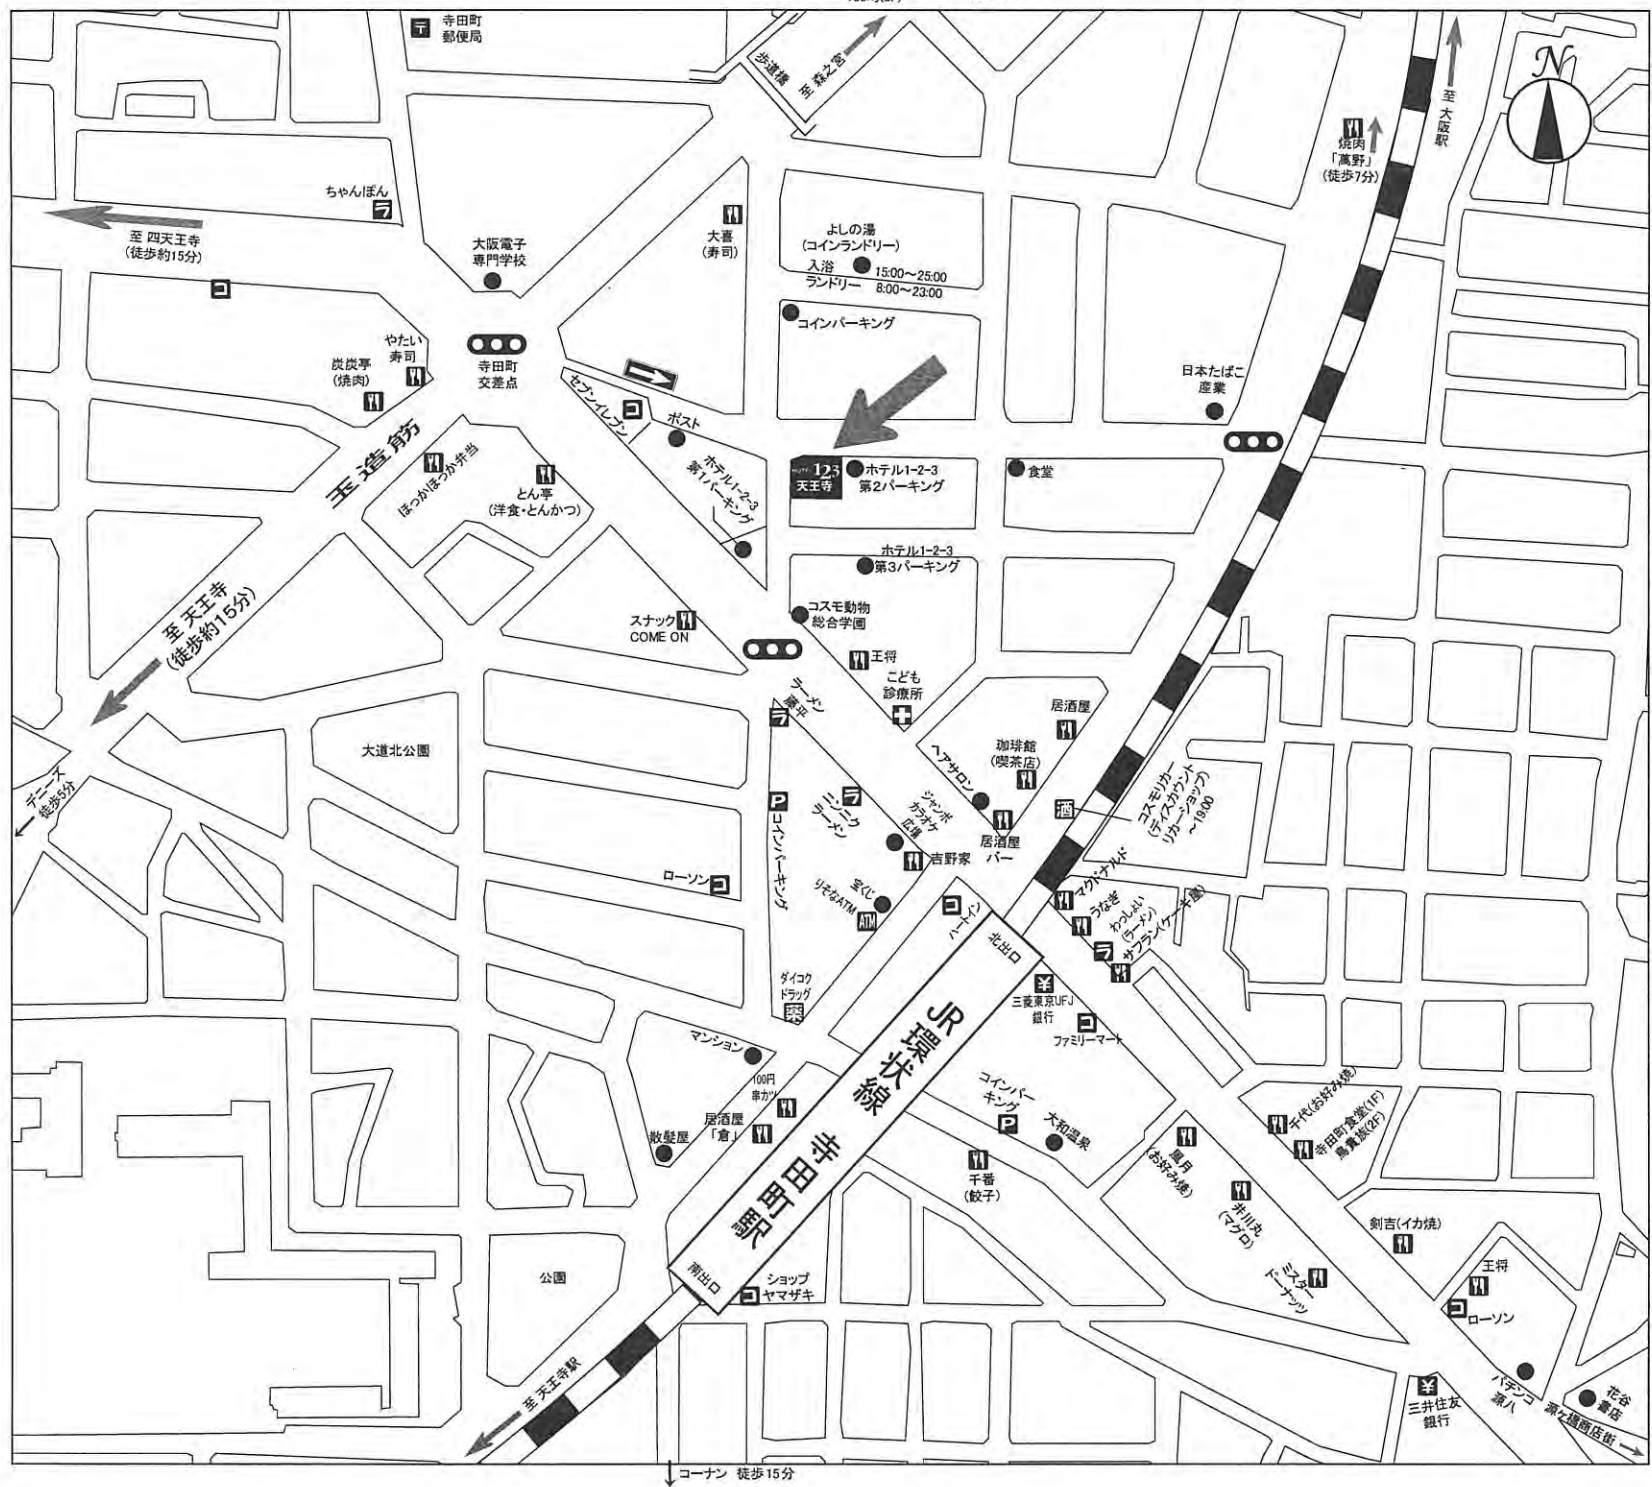 寺田町
郵便局
歩道橋
至 森之宮
N
至 大阪駅
焼肉
「萬野」
(徒歩7分)
ちゃんぽん
ラ
至 四天王寺
(徒歩約15分)
大阪電子
専門学校
大喜
(寿司)
よしの湯
(コインランドリー)
入浴 15:00〜25:00
ランドリー 8:00〜23:00
コ
コインパーキング
やたい
寿司
炭炭亭
(焼肉)
寺田町
交差点
セブンイレブン
コ
ポスト
日本たばこ
産業
玉造筋
ほっかほっか弁当
とん亭
(洋食・とんかつ)
ホテル1-2-3
第1パーキング
123
天王寺
ホテル1-2-3
第2パーキング
食堂
ホテル1-2-3
第3パーキング
至 天王寺
(徒歩約15分)
スナック
COME ON
コスモ動物
総合学園
王将
こども
診療所
ラーメン
藤平
ラ
居酒屋
珈琲館
(喫茶店)
ヘアサロン
大道北公園
デニーズ
徒歩5分
P
コインパーキング
ニンニク
ラーメン
ラ
ジャンボ
カラオケ
広場
吉野家
居酒屋
バー
酒
コスモリカー
(ディスカウント
リカーショップ)
〜19:00
ローソン
コ
宝くじ
りそなATM
ATM
コ
ハートイン
マクドナルド
うなぎ
わっしょい
(ラーメン)
ラ
サフラン(ケーキ屋)
北出口
ダイコク
ドラッグ
薬
¥
三菱東京UFJ
銀行
コ
ファミリーマート
JR環状線 寺田町駅
マンション
100円
串カツ
居酒屋
「倉」
散髪屋
コインパー
キング
P
大和温泉
千番
(餃子)
千代(お好み焼)
寺田町食堂(1F)
鳥貴族(2F)
風月
(お好み焼)
井川丸
(マグロ)
剣吉(イカ焼)
公園
南出口
コ
ショップ
ヤマザキ
ミスター
ドーナッツ
王将
コ
ローソン
至 天王寺駅
¥
三井住友
銀行
パチンコ
源八
花谷
書店
源ヶ橋商店街
コーナン 徒歩15分